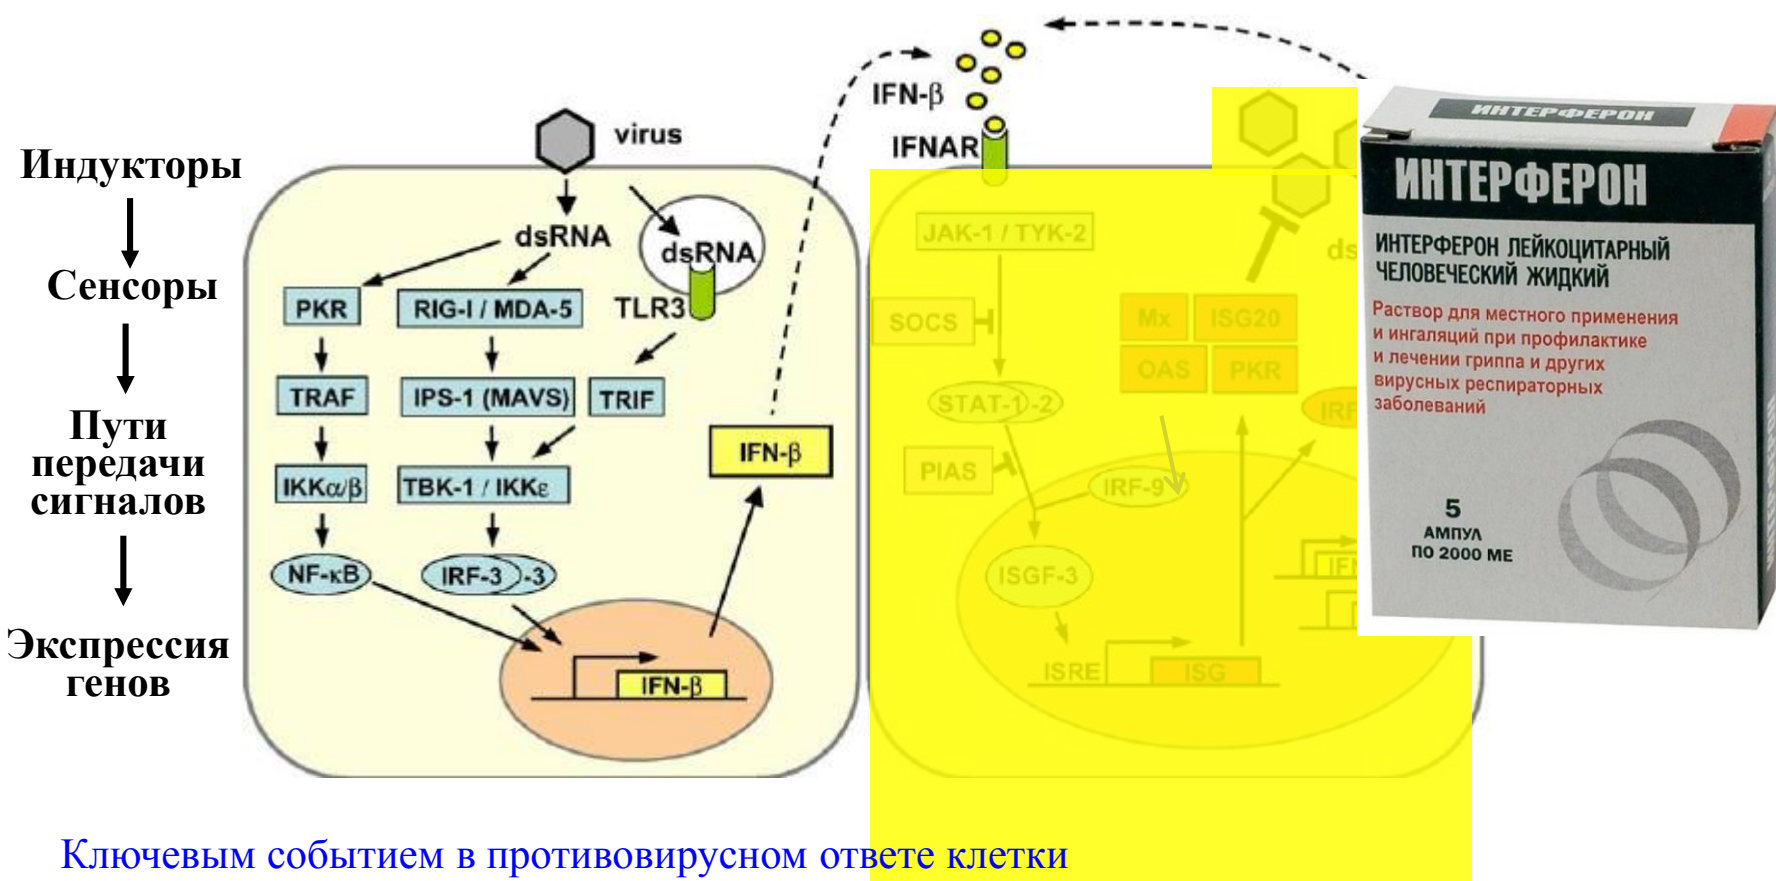 Индукторы
Сенсоры
Пути
передачи
сигналов
Экспрессия
генов
virus
dsRNA
dsRNA
PKR
RIG-I / MDA-5
TLR3
TRAF
IPS-1 (MAVS)
TRIF
IKKα/β
TBK-1 / IKKε
NF-κB
IRF-3
-3
IFN-β
IFN-β
IFN-β
IFNAR
JAK-1 / TYK-2
SOCS
STAT-1
-2
PIAS
IRF-9
ISGF-3
ISRE
ISG
Mx
ISG20
OAS
PKR
ИНТЕРФЕРОН
ИНТЕРФЕРОН
ИНТЕРФЕРОН ЛЕЙКОЦИТАРНЫЙ
ЧЕЛОВЕЧЕСКИЙ ЖИДКИЙ
Раствор для местного применения
и ингаляций при профилактике
и лечении гриппа и других
вирусных респираторных
заболеваний
5
АМПУЛ
ПО 2000 МЕ
Ключевым событием в противовирусном ответе клетки